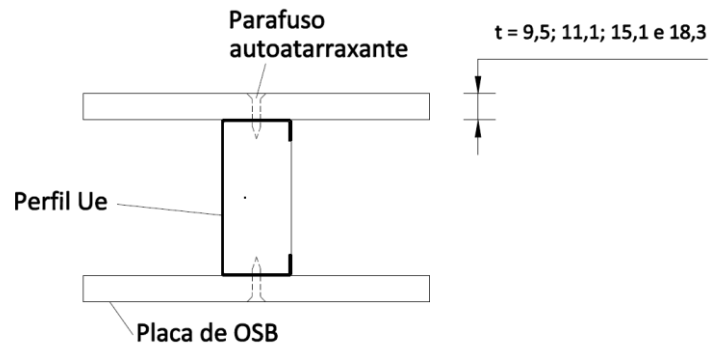 Parafuso
autoatarraxante
t = 9,5; 11,1; 15,1 e 18,3
Perfil Ue
Placa de OSB